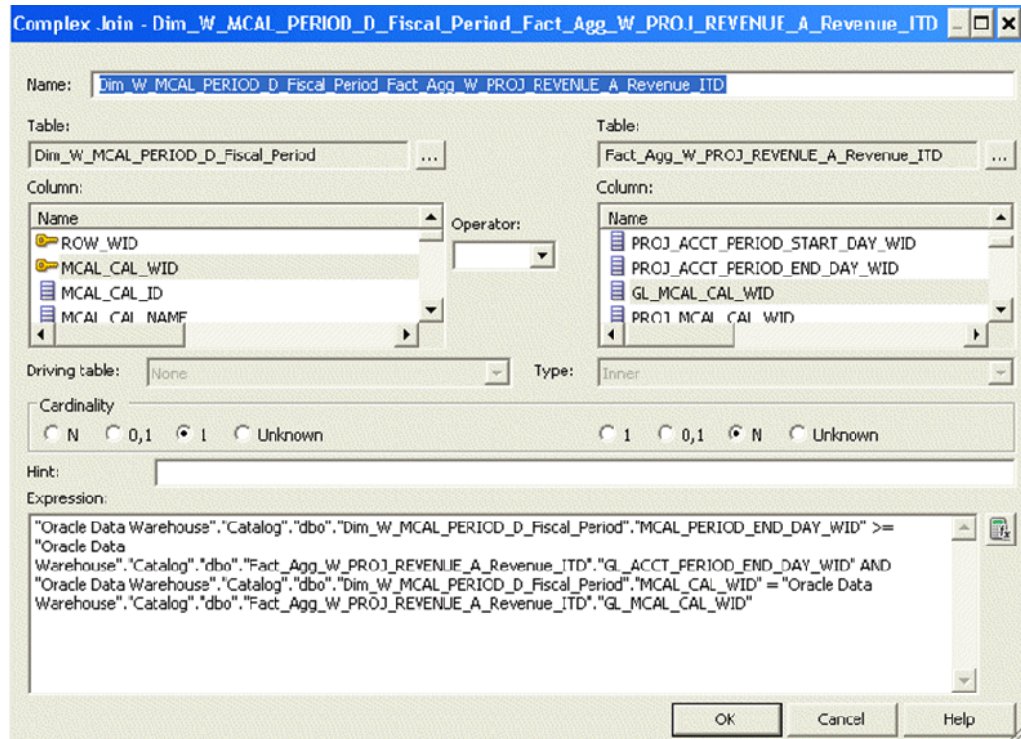 Complex Join - Dim_W_MCAL_PERIOD_D_Fiscal_Period_Fact_Agg_W_PROJ_REVENUE_A_Revenue_ITD
Name: Dim_W_MCAL_PERIOD_D_Fiscal_Period_Fact_Agg_W_PROJ_REVENUE_A_Revenue_ITD
Table: Table:
Dim_W_MCAL_PERIOD_D_Fiscal_Period ... Fact_Agg_W_PROJ_REVENUE_A_Revenue_ITD ...
Column: Operator: Column:
Name Name
ROW_WID PROJ_ACCT_PERIOD_START_DAY_WID
MCAL_CAL_WID PROJ_ACCT_PERIOD_END_DAY_WID
MCAL_CAL_ID GL_MCAL_CAL_WID
MCAL_CAL_NAME PROJ_MCAL_CAL_WID
Driving table: None Type: Inner
Cardinality
N 0,1 1 Unknown 1 0,1 N Unknown
Hint:
Expression:
"Oracle Data Warehouse"."Catalog"."dbo"."Dim_W_MCAL_PERIOD_D_Fiscal_Period"."MCAL_PERIOD_END_DAY_WID" >=
"Oracle Data
Warehouse"."Catalog"."dbo"."Fact_Agg_W_PROJ_REVENUE_A_Revenue_ITD"."GL_ACCT_PERIOD_END_DAY_WID" AND
"Oracle Data Warehouse"."Catalog"."dbo"."Dim_W_MCAL_PERIOD_D_Fiscal_Period"."MCAL_CAL_WID" = "Oracle Data
Warehouse"."Catalog"."dbo"."Fact_Agg_W_PROJ_REVENUE_A_Revenue_ITD"."GL_MCAL_CAL_WID"
OK Cancel Help